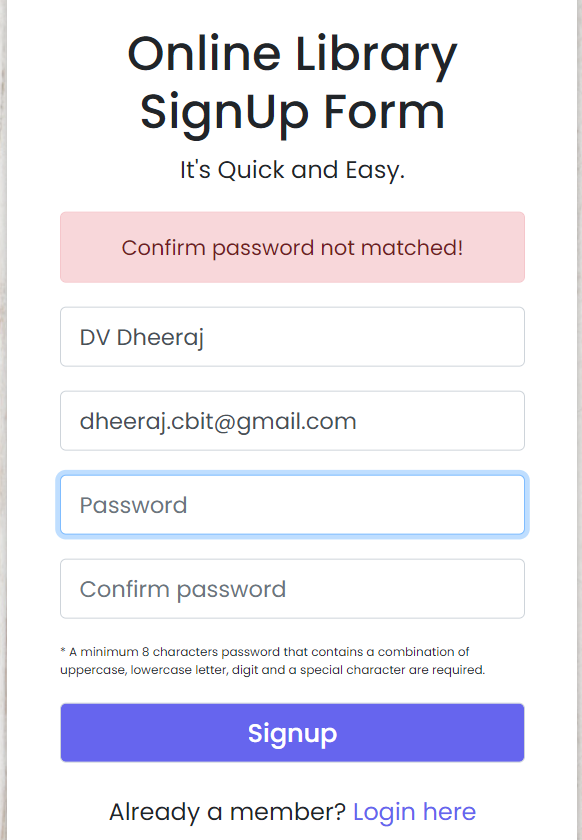 Online Library
SignUp Form
It's Quick and Easy.
Confirm password not matched!
DV Dheeraj
dheeraj.cbit@gmail.com
Password
Confirm password
* A minimum 8 characters password that contains a combination of
uppercase, lowercase letter, digit and a special character are required.
Signup
Already a member? Login here